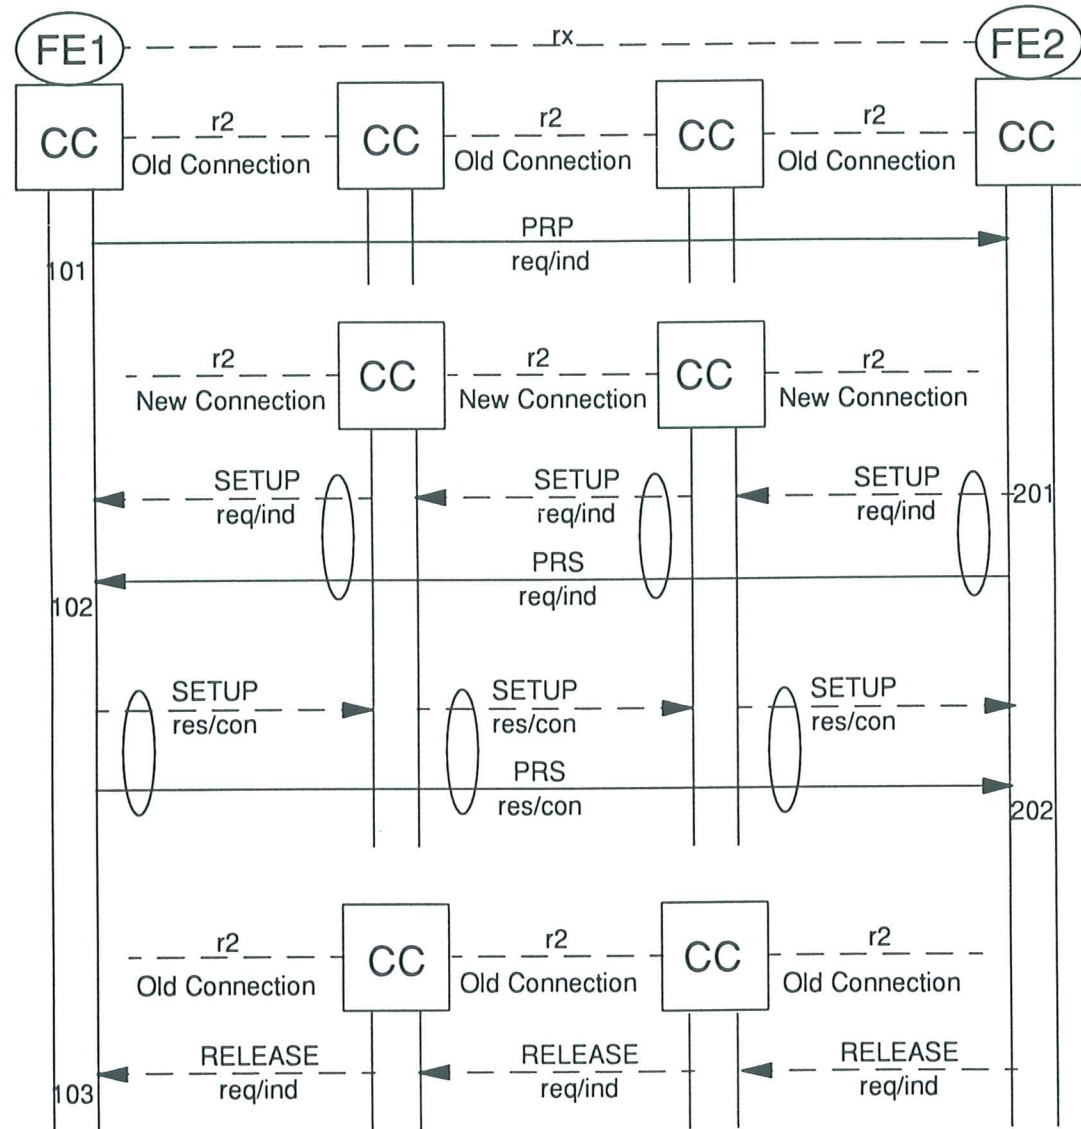 FE1 rx FE2
CC r2 CC r2 CC r2 CC
Old Connection Old Connection Old Connection
PRP
req/ind
101
r2 CC r2 CC r2
New Connection New Connection New Connection
SETUP SETUP SETUP
req/ind req/ind req/ind
201
PRS
req/ind
102
SETUP SETUP SETUP
res/con res/con res/con
PRS
res/con
202
r2 CC r2 CC r2
Old Connection Old Connection Old Connection
RELEASE RELEASE RELEASE
req/ind req/ind req/ind
103